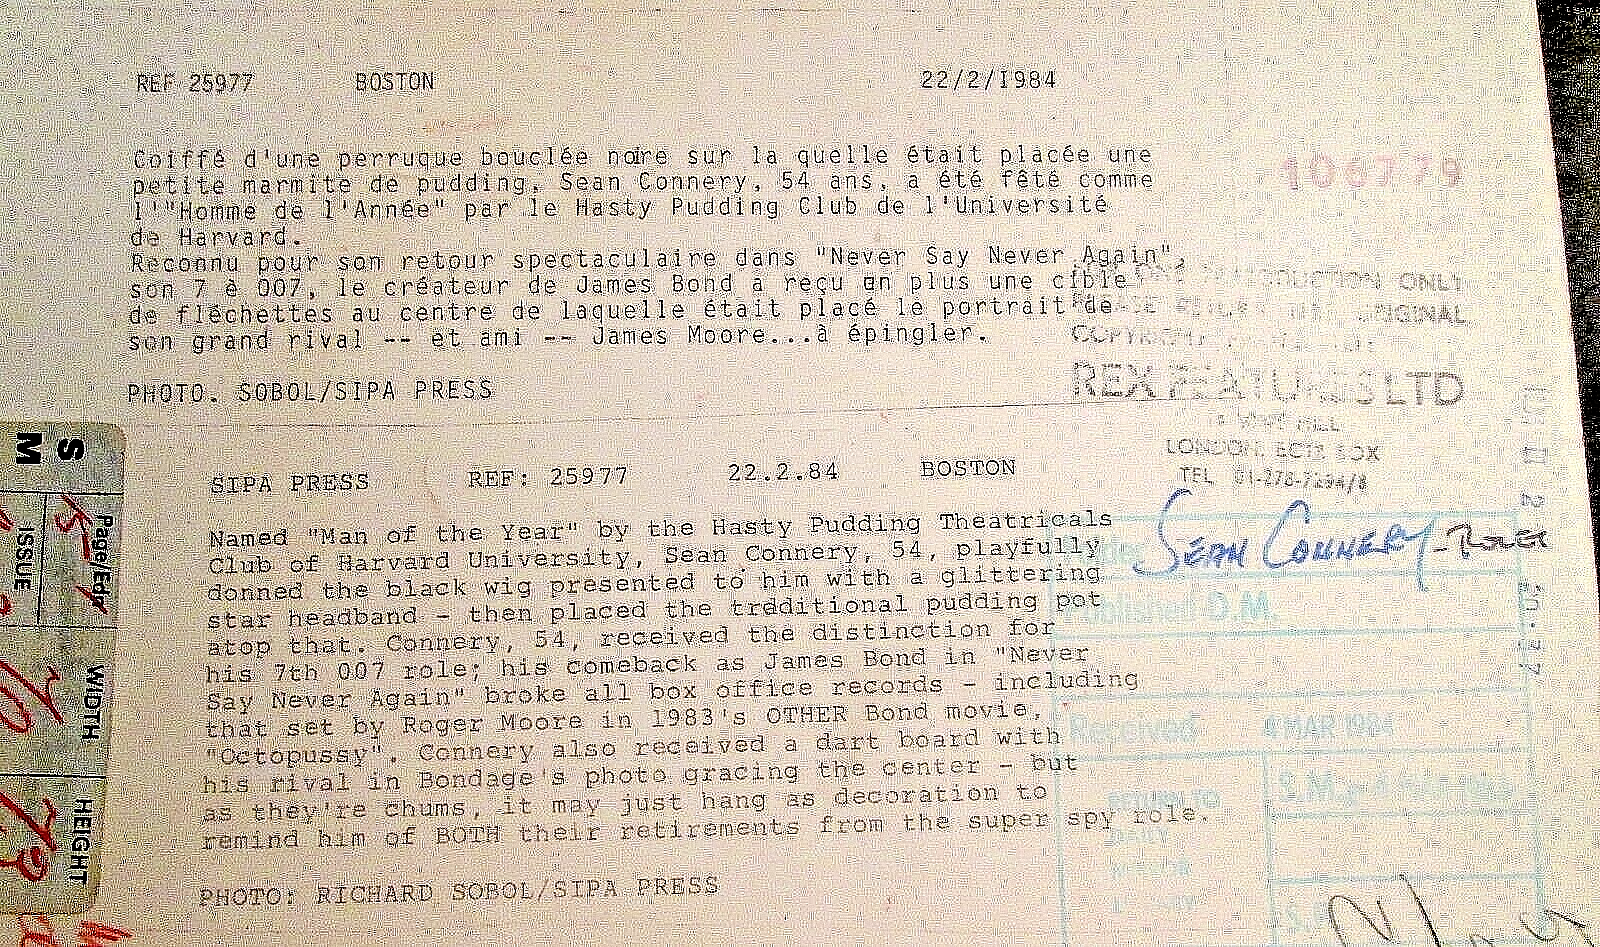 REF 25977 BOSTON 22/2/1984
Coiffé d'une perruque bouclée noire sur la quelle était placée une
petite marmite de pudding, Sean Connery, 54 ans, a été fêté comme
l'"Homme de l'Année" par le Hasty Pudding Club de l'Université
de Harvard.
Reconnu pour son retour spectaculaire dans "Never Say Never Again",
son 7 è 007, le créateur de James Bond a reçu en plus une cible
de fléchettes au centre de laquelle était placé le portrait de
son grand rival -- et ami -- James Moore...à épingler.
PHOTO. SOBOL/SIPA PRESS
106779
ONLY
ORIGINAL
COPYRIGHT
REX FEATURES LTD
HILL
LONDON, EC1
TEL
SIPA PRESS REF: 25977 22.2.84 BOSTON
Named "Man of the Year" by the Hasty Pudding Theatricals
Club of Harvard University, Sean Connery, 54, playfully
donned the black wig presented to him with a glittering
star headband - then placed the traditional pudding pot
atop that. Connery, 54, received the distinction for
his 7th 007 role; his comeback as James Bond in "Never
Say Never Again" broke all box office records - including
that set by Roger Moore in 1983's OTHER Bond movie,
"Octopussy". Connery also received a dart board with
his rival in Bondage's photo gracing the center - but
as they're chums, it may just hang as decoration to
remind him of BOTH their retirements from the super spy role.
PHOTO: RICHARD SOBOL/SIPA PRESS
SEAN CONNERY
Received MAR 1984
S
M
Page/Edn
ISSUE
WIDTH
HEIGHT